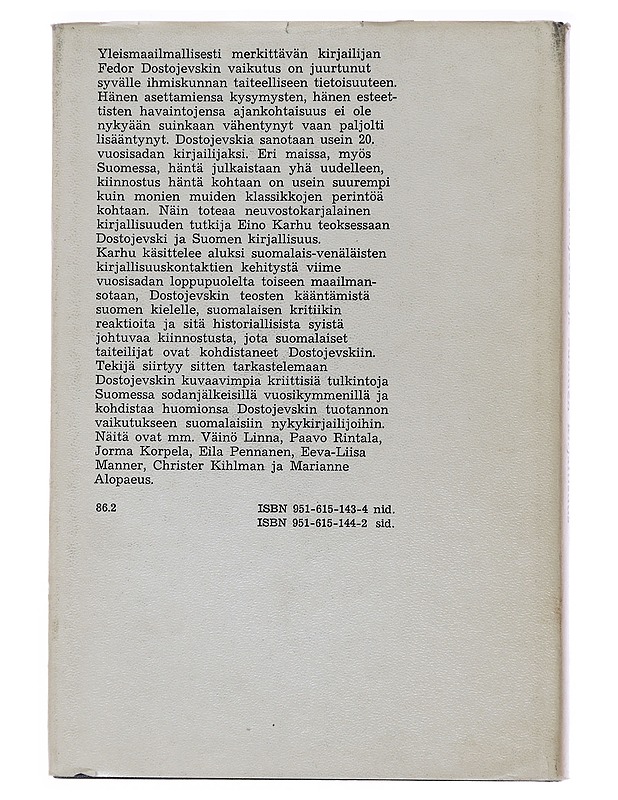 Yleismaailmallisesti merkittävän kirjailijan
Fedor Dostojevskin vaikutus on juurtunut
syvälle ihmiskunnan taiteelliseen tietoisuuteen.
Hänen asettamiensa kysymysten, hänen esteet-
tisten havaintojensa ajankohtaisuus ei ole
nykyään suinkaan vähentynyt vaan paljolti
lisääntynyt. Dostojevskia sanotaan usein 20.
vuosisadan kirjailijaksi. Eri maissa, myös
Suomessa, häntä julkaistaan yhä uudelleen,
kiinnostus häntä kohtaan on usein suurempi
kuin monien muiden klassikkojen perintöä
kohtaan. Näin toteaa neuvostokarjalainen
kirjallisuuden tutkija Eino Karhu teoksessaan
Dostojevski ja Suomen kirjallisuus.
Karhu käsittelee aluksi suomalais-venäläisten
kirjallisuuskontaktien kehitystä viime
vuosisadan loppupuolelta toiseen maailman-
sotaan, Dostojevskin teosten kääntämistä
suomen kielelle, suomalaisen kritiikin
reaktioita ja sitä historiallisista syistä
johtuvaa kiinnostusta, jota suomalaiset
taiteilijat ovat kohdistaneet Dostojevskiin.
Tekijä siirtyy sitten tarkastelemaan
Dostojevskin kuvaavimpia kriittisiä tulkintoja
Suomessa sodanjälkeisillä vuosikymmenillä ja
kohdistaa huomionsa Dostojevskin tuotannon
vaikutukseen suomalaisiin nykykirjailijoihin.
Näitä ovat mm. Väinö Linna, Paavo Rintala,
Jorma Korpela, Eila Pennanen, Eeva-Liisa
Manner, Christer Kihlman ja Marianne
Alopaeus.
86.2 ISBN 951-615-143-4 nid.
ISBN 951-615-144-2 sid.